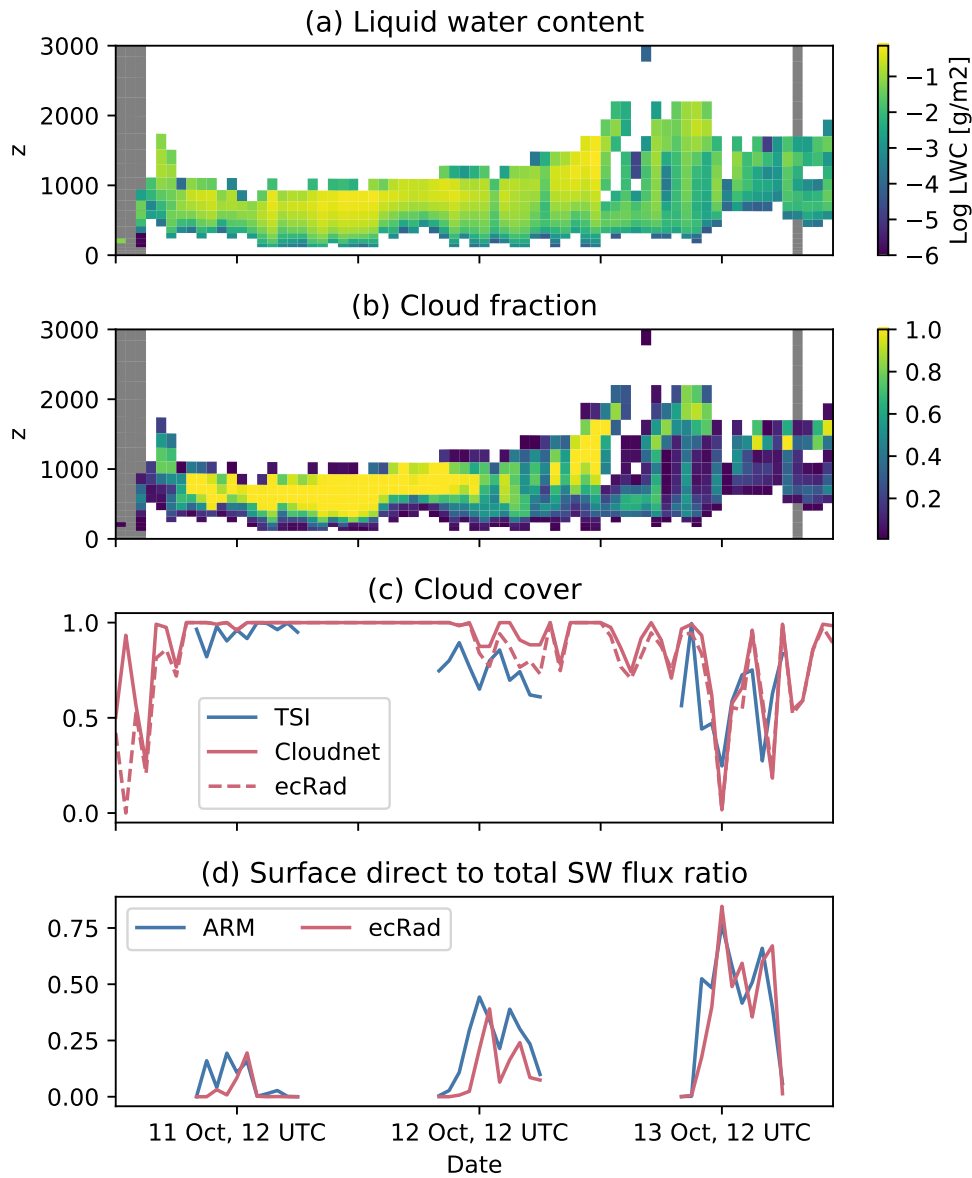 (a) Liquid water content
3000
2000
1000
0
z
−1
−2
−3
−4
−5
−6
Log LWC [g/m2]
(b) Cloud fraction
3000
2000
1000
0
z
1.0
0.8
0.6
0.4
0.2
(c) Cloud cover
1.0
0.5
0.0
TSI
Cloudnet
ecRad
(d) Surface direct to total SW flux ratio
0.75
0.50
0.25
0.00
ARM ecRad
11 Oct, 12 UTC 12 Oct, 12 UTC 13 Oct, 12 UTC
Date